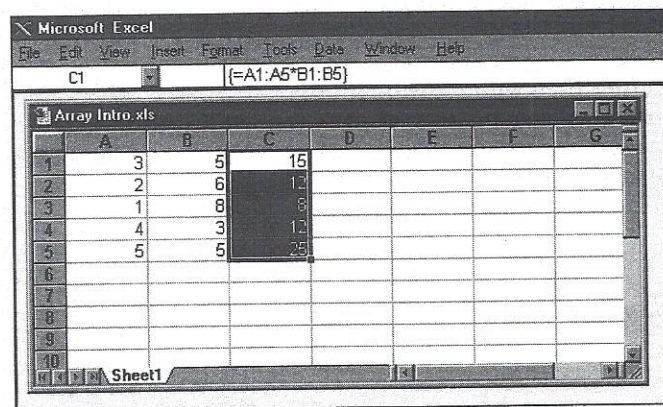 Microsoft Excel
File Edit View Insert Format Tools Data Window Help
C1 {=A1:A5*B1:B5}
Array Intro.xls
A B C D E F G
1 3 5 15
2 2 6 12
3 1 8 8
4 4 3 12
5 5 5 25
6
7
8
9
10
Sheet1